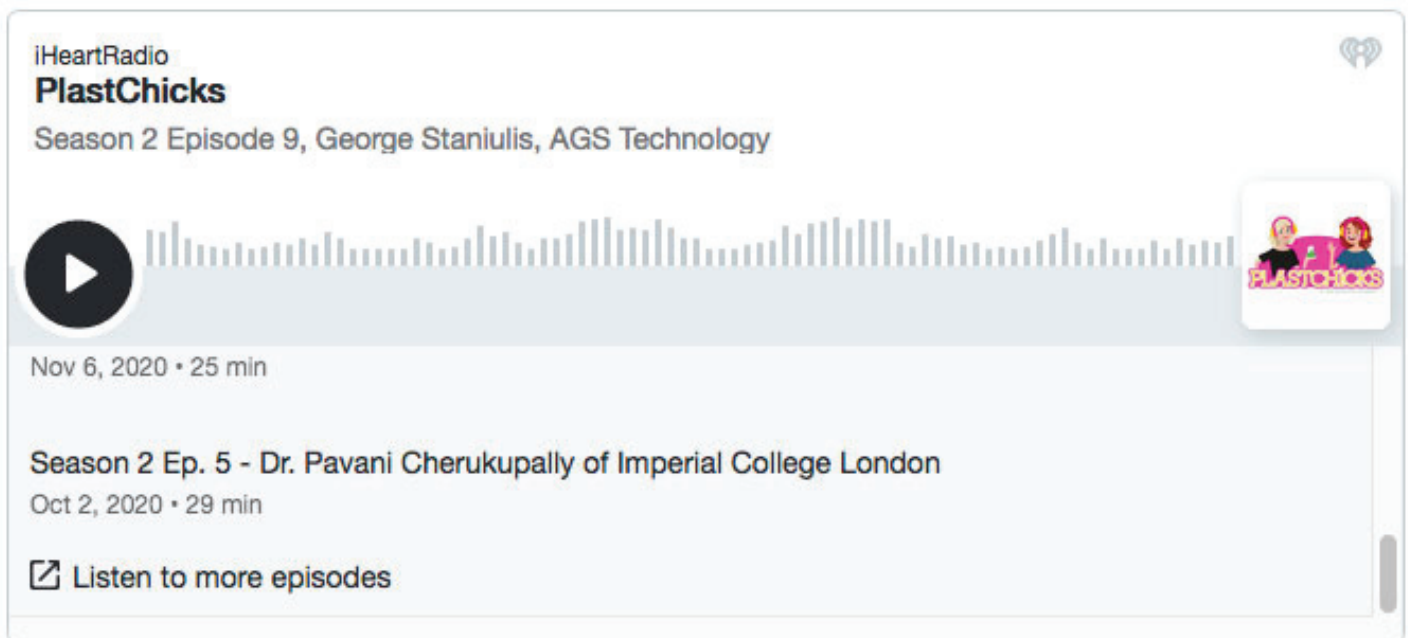 iHeartRadio
PlastChicks
Season 2 Episode 9, George Staniulis, AGS Technology
PLASTCHICKS
Nov 6, 2020 • 25 min
Season 2 Ep. 5 - Dr. Pavani Cherukupally of Imperial College London
Oct 2, 2020 • 29 min
Listen to more episodes